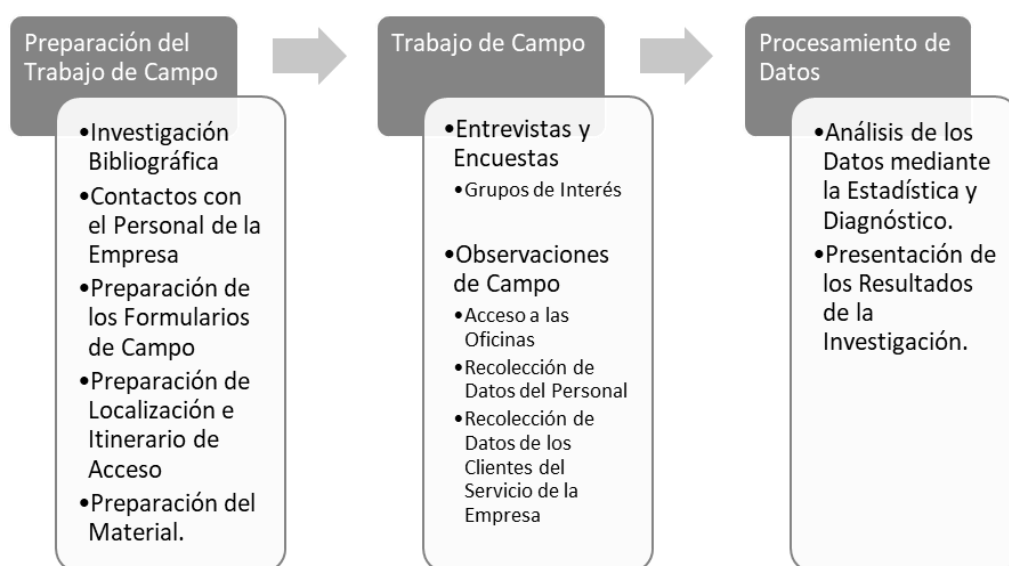 Preparación del
Trabajo de Campo
•Investigación
Bibliográfica
•Contactos con
el Personal de la
Empresa
•Preparación de
los Formularios
de Campo
•Preparación de
Localización e
Itinerario de
Acceso
•Preparación del
Material.
Trabajo de Campo
•Entrevistas y
Encuestas
•Grupos de Interés
•Observaciones
de Campo
•Acceso a las
Oficinas
•Recolección de
Datos del Personal
•Recolección de
Datos de los
Clientes del
Servicio de la
Empresa
Procesamiento de
Datos
•Análisis de los
Datos mediante
la Estadística y
Diagnóstico.
•Presentación de
los Resultados
de la
Investigación.